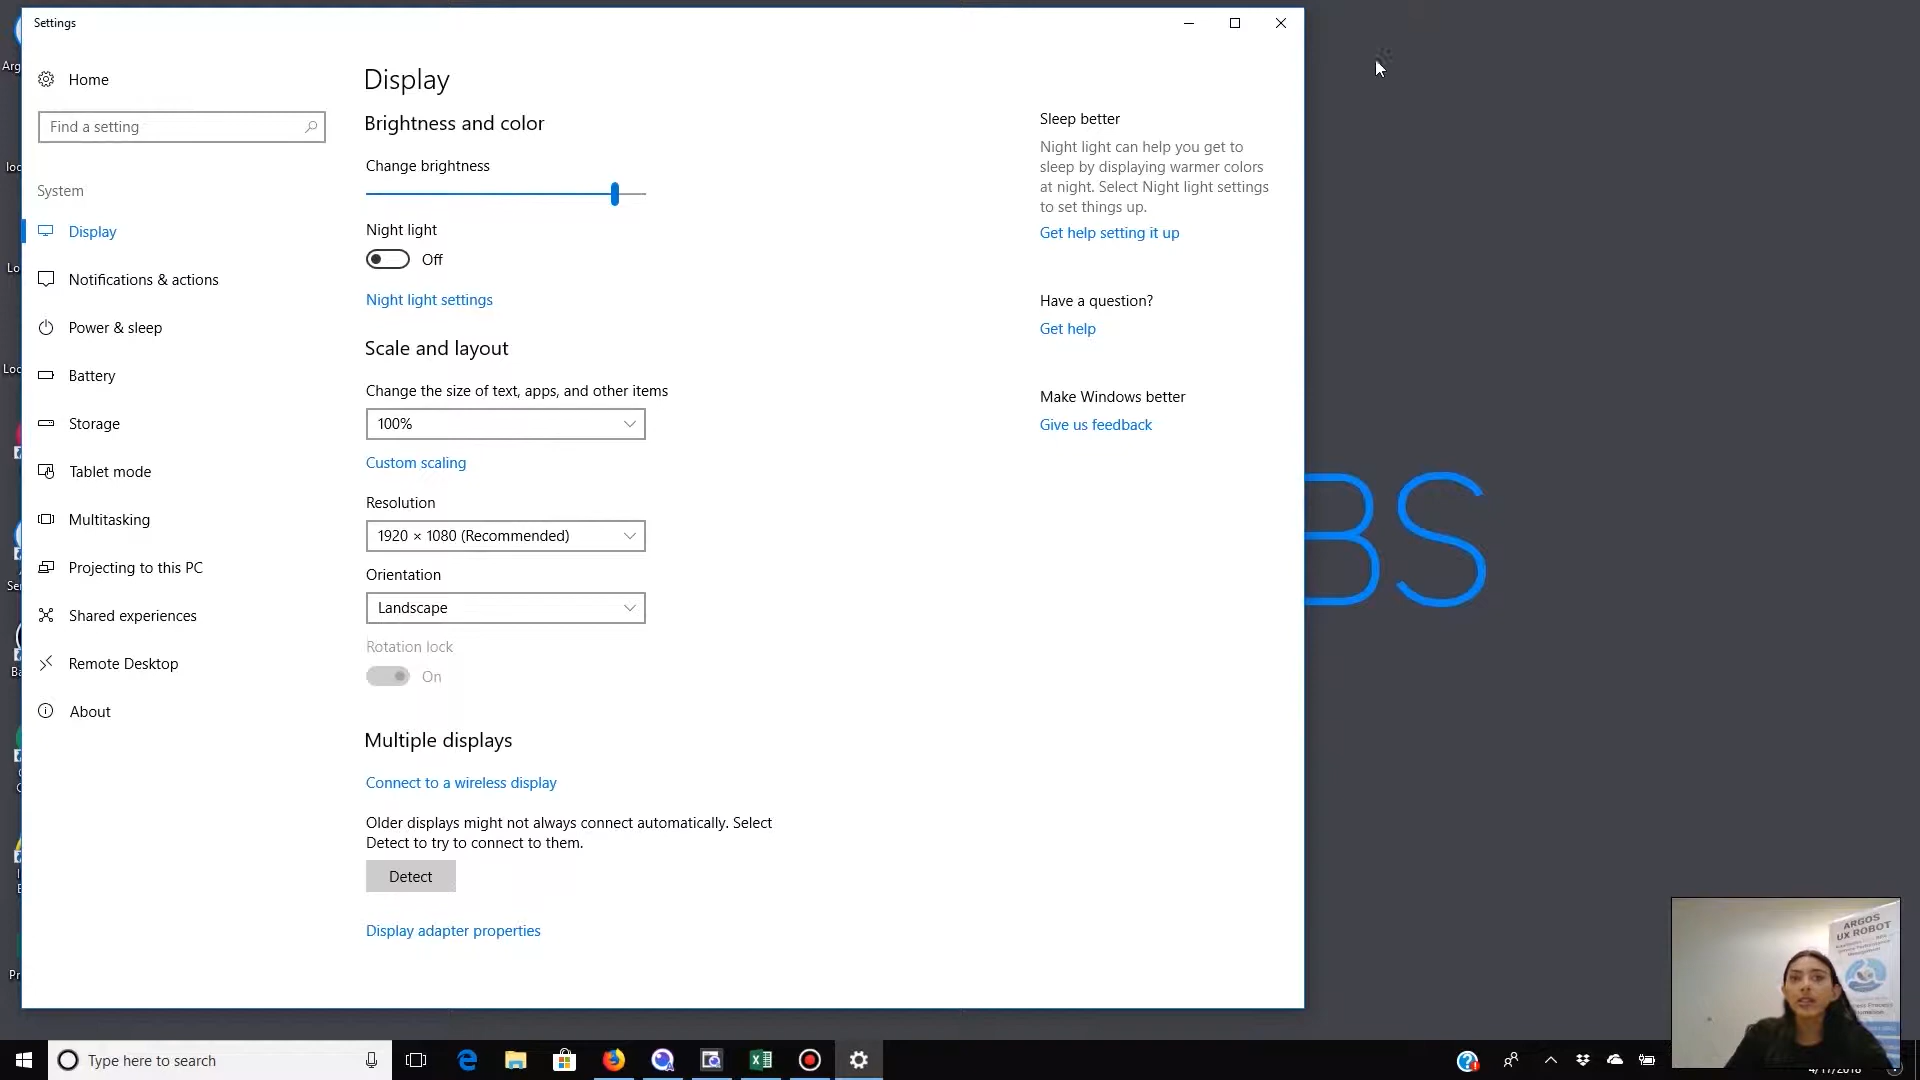 Settings
Home
Find a setting
System
Display
Notifications & actions
Power & sleep
Battery
Storage
Tablet mode
Multitasking
Projecting to this PC
Shared experiences
Remote Desktop
About
Display
Brightness and color
Change brightness
Night light
Off
Night light settings
Scale and layout
Change the size of text, apps, and other items
100%
Custom scaling
Resolution
1920 × 1080 (Recommended)
Orientation
Landscape
Rotation lock
On
Multiple displays
Connect to a wireless display
Older displays might not always connect automatically. Select
Detect to try to connect to them.
Detect
Display adapter properties
Sleep better
Night light can help you get to
sleep by displaying warmer colors
at night. Select Night light settings
to set things up.
Get help setting it up
Have a question?
Get help
Make Windows better
Give us feedback
BS
ARGOS
UX ROBOT
Type here to search